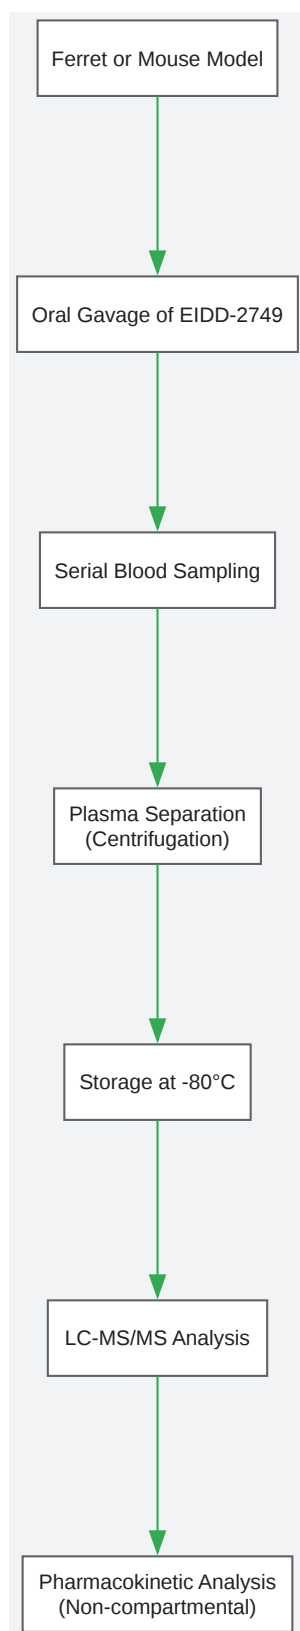 Ferret or Mouse Model
Oral Gavage of EIDD-2749
Serial Blood Sampling
Plasma Separation
(Centrifugation)
Storage at -80°C
LC-MS/MS Analysis
Pharmacokinetic Analysis
(Non-compartmental)